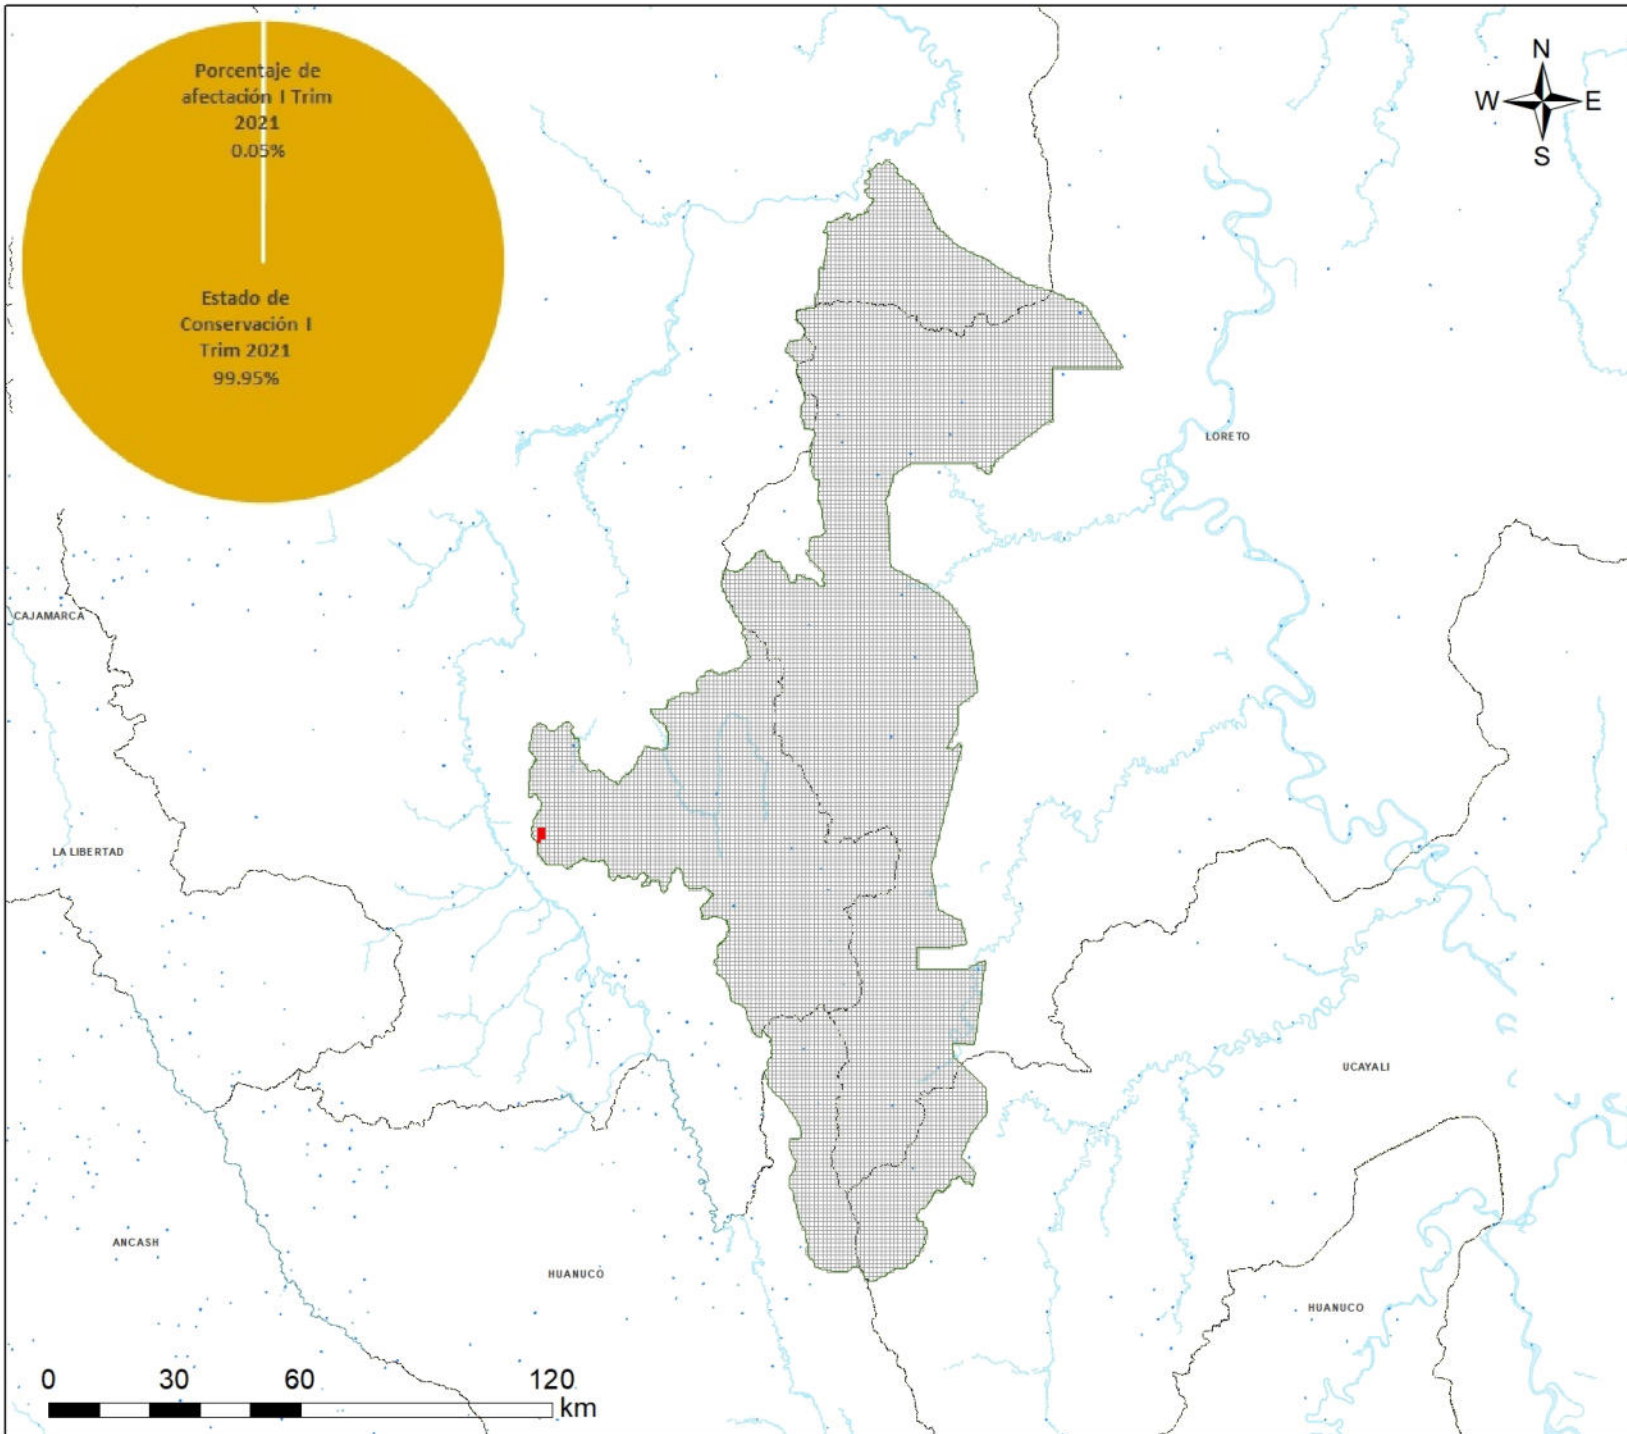 Porcentaje de
afectación I Trim
2021
0.05%
Estado de
Conservación I
Trim 2021
99.95%
N
W E
S
LORETO
CAJAMARCA
LA LIBERTAD
UCAYALI
ANCASH
HUANUCO
HUANUCO
0 30 60 120
km